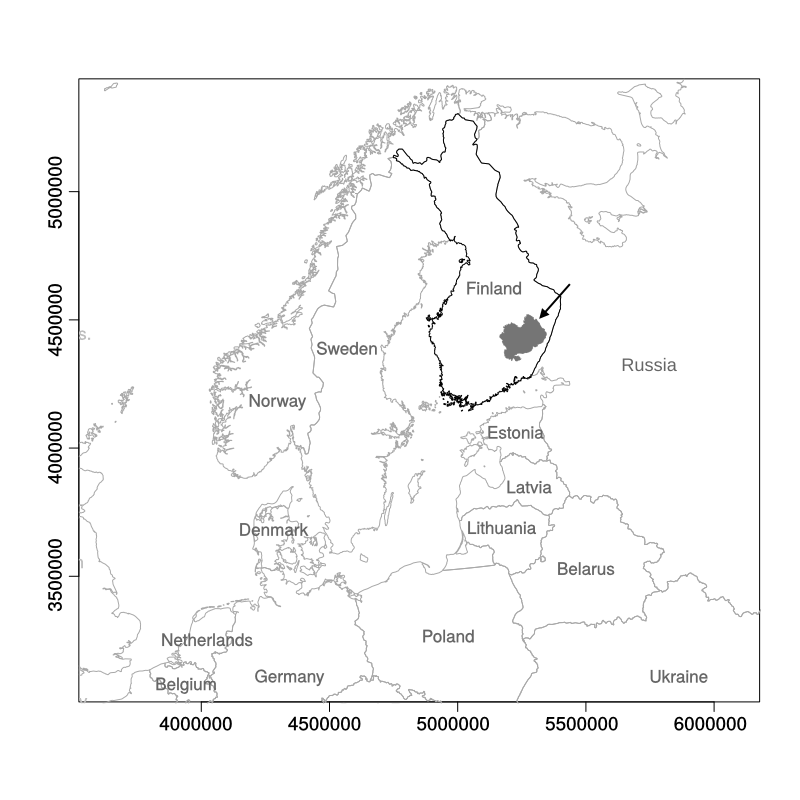 5000000
4500000
4000000
3500000
Finland
Sweden
Russia
Norway
Estonia
Latvia
Lithuania
Denmark
Belarus
Netherlands
Poland
Germany
Belgium
Ukraine
4000000 4500000 5000000 5500000 6000000